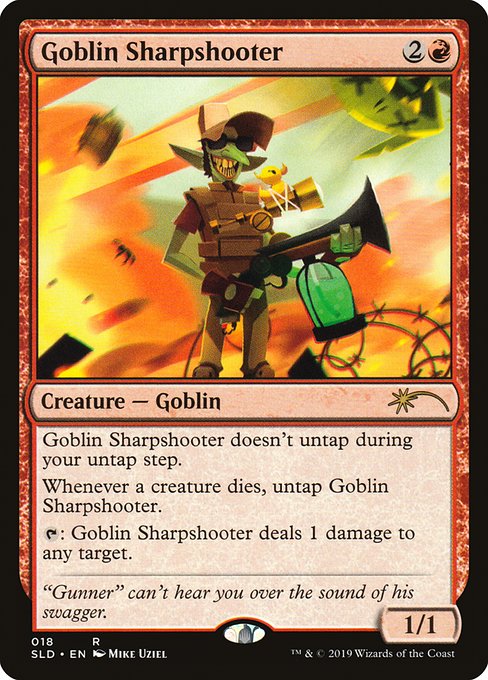 Goblin Sharpshooter 2
Creature — Goblin
Goblin Sharpshooter doesn't untap during
your untap step.
Whenever a creature dies, untap Goblin
Sharpshooter.
: Goblin Sharpshooter deals 1 damage to
any target.
“Gunner” can't hear you over the sound of his
swagger.
1/1
018 R
SLD • EN Mike Uziel
™ & © 2019 Wizards of the Coast